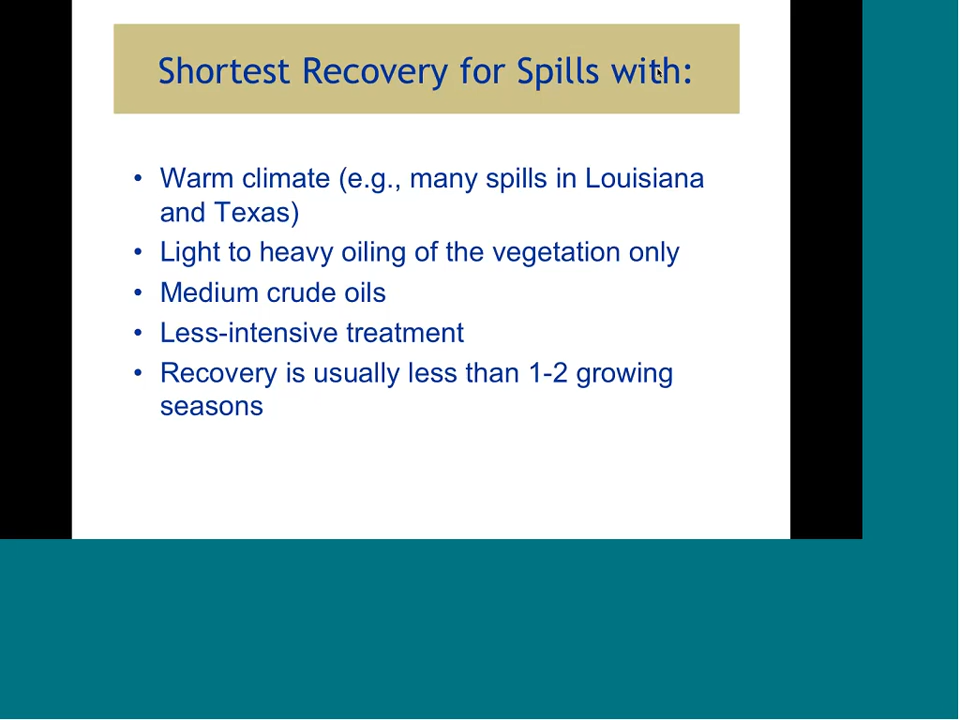 Shortest Recovery for Spills with:
• Warm climate (e.g., many spills in Louisiana
and Texas)
• Light to heavy oiling of the vegetation only
• Medium crude oils
• Less-intensive treatment
• Recovery is usually less than 1-2 growing
seasons